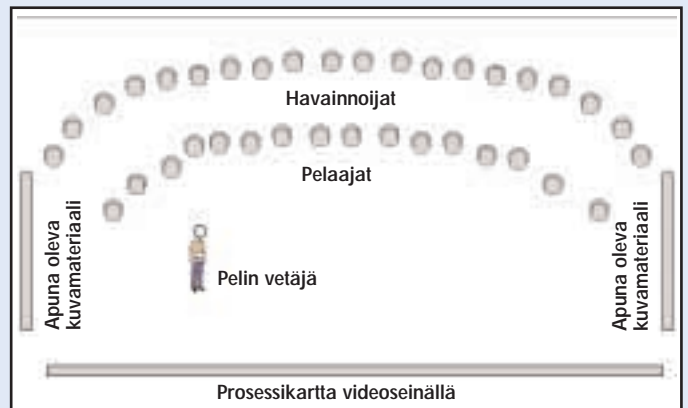 Havainnoijat
Pelaajat
Apuna oleva
kuvamateriaali
Pelin vetäjä
Apuna oleva
kuvamateriaali
Prosessikartta videoseinällä